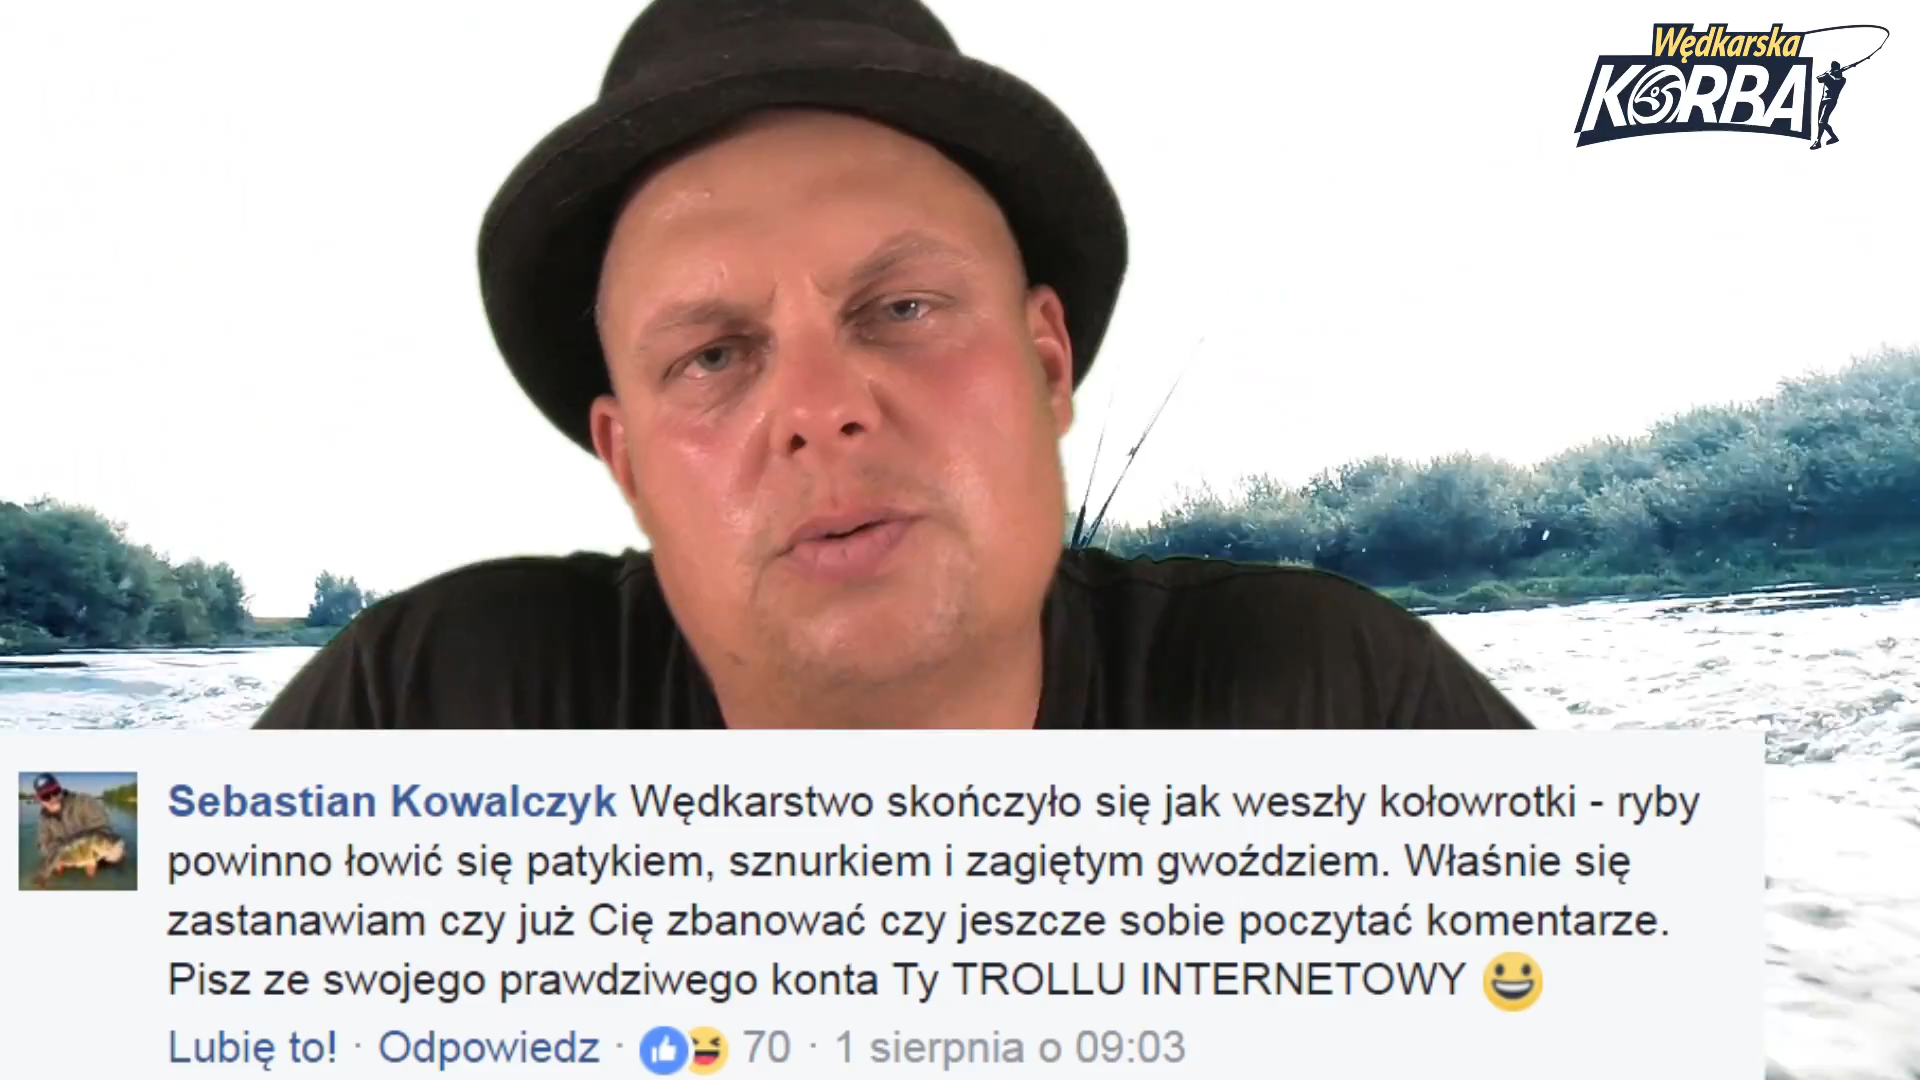 Wędkarska
KORBA
Sebastian Kowalczyk Wędkarstwo skończyło się jak weszły kołowrotki - ryby
powinno łowić się patykiem, sznurkiem i zagiętym gwoździem. Właśnie się
zastanawiam czy już Cię zbanować czy jeszcze sobie poczytać komentarze.
Pisz ze swojego prawdziwego konta Ty TROLLU INTERNETOWY 😀
Lubię to! · Odpowiedz · 70 · 1 sierpnia o 09:03